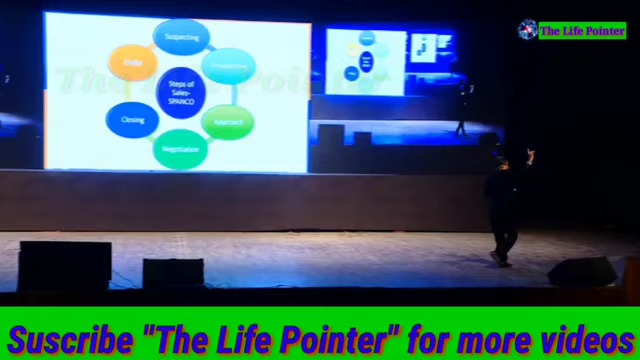 The Life Pointer
Suspecting
Steps of
Sales-
SPANCO
Closing
Approach
Negotiation
Suscribe "The Life Pointer" for more videos